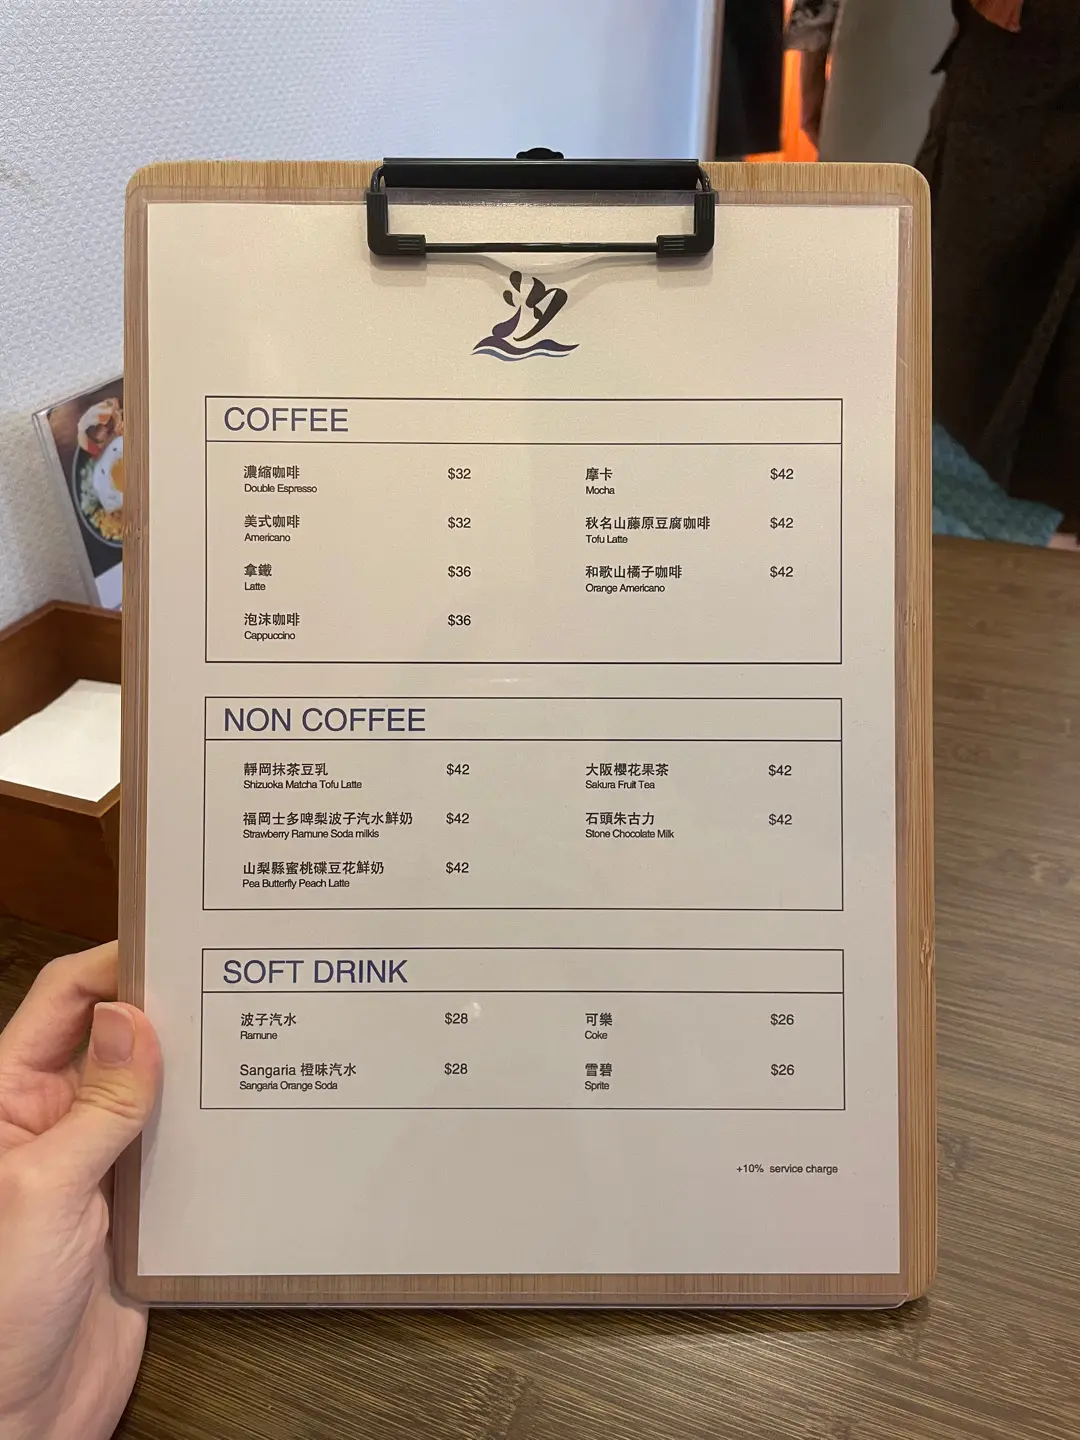 汐
COFFEE
濃縮咖啡 $32
Double Espresso
美式咖啡 $32
Americano
拿鐵 $36
Latte
泡沫咖啡 $36
Cappuccino
摩卡 $42
Mocha
秋名山藤原豆腐咖啡 $42
Tofu Latte
和歌山橘子咖啡 $42
Orange Americano
NON COFFEE
靜岡抹茶豆乳 $42
Shizuoka Matcha Tofu Latte
福岡士多啤梨波子汽水鮮奶 $42
Strawberry Ramune Soda milkis
山梨縣蜜桃碟豆花鮮奶 $42
Pea Butterfly Peach Latte
大阪櫻花果茶 $42
Sakura Fruit Tea
石頭朱古力 $42
Stone Chocolate Milk
SOFT DRINK
波子汽水 $28
Ramune
Sangaria 橙味汽水 $28
Sangaria Orange Soda
可樂 $26
Coke
雪碧 $26
Sprite
+10% service charge